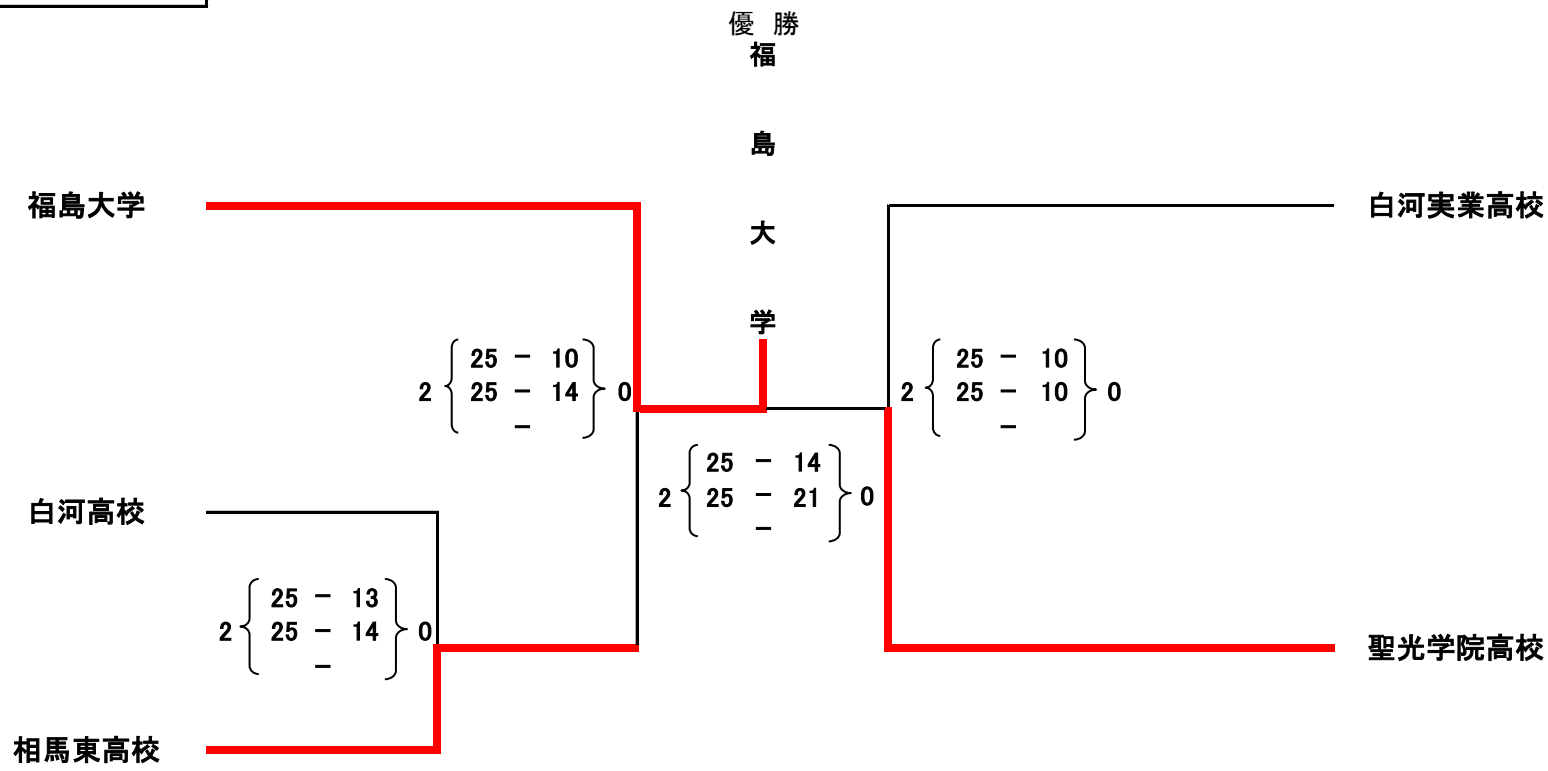 優 勝
福島大学
福島大学
白河実業高校
2 25 － 10 0
25 － 14
－
2 25 － 10 0
25 － 10
－
2 25 － 14 0
25 － 21
－
白河高校
2 25 － 13 0
25 － 14
－
聖光学院高校
相馬東高校